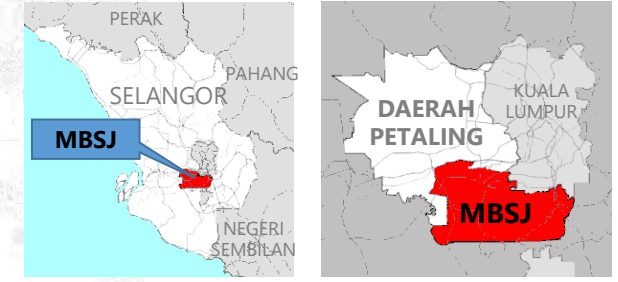 PERAK
PAHANG
SELANGOR
MBSJ
NEGERI
SEMBILAN
KUALA
LUMPUR
DAERAH
PETALING
MBSJ